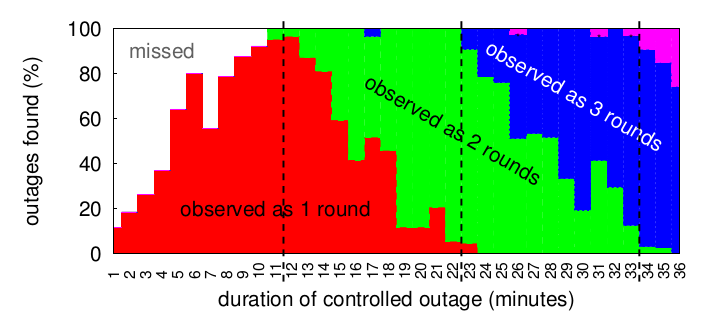 100
80
60
40
20
0
outages found (%)
missed
observed as 1 round
observed as 2 rounds
observed as 3 rounds
1 2 3 4 5 6 7 8 9 10 11 12 13 14 15 16 17 18 19 20 21 22 23 24 25 26 27 28 29 30 31 32 33 34 35 36
duration of controlled outage (minutes)